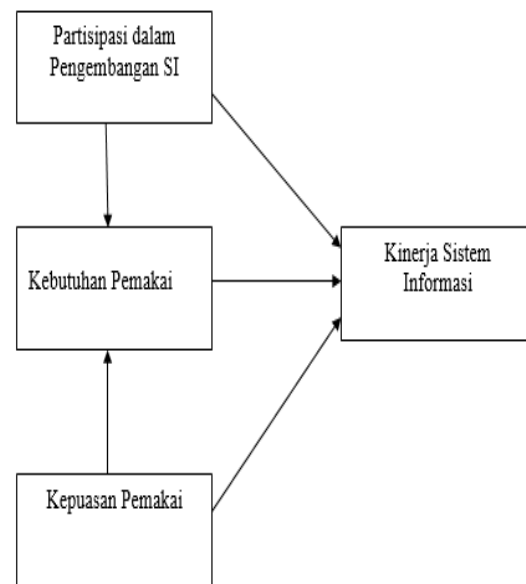 Partisipasi dalam
Pengembangan SI
Kebutuhan Pemakai
Kinerja Sistem
Informasi
Kepuasan Pemakai